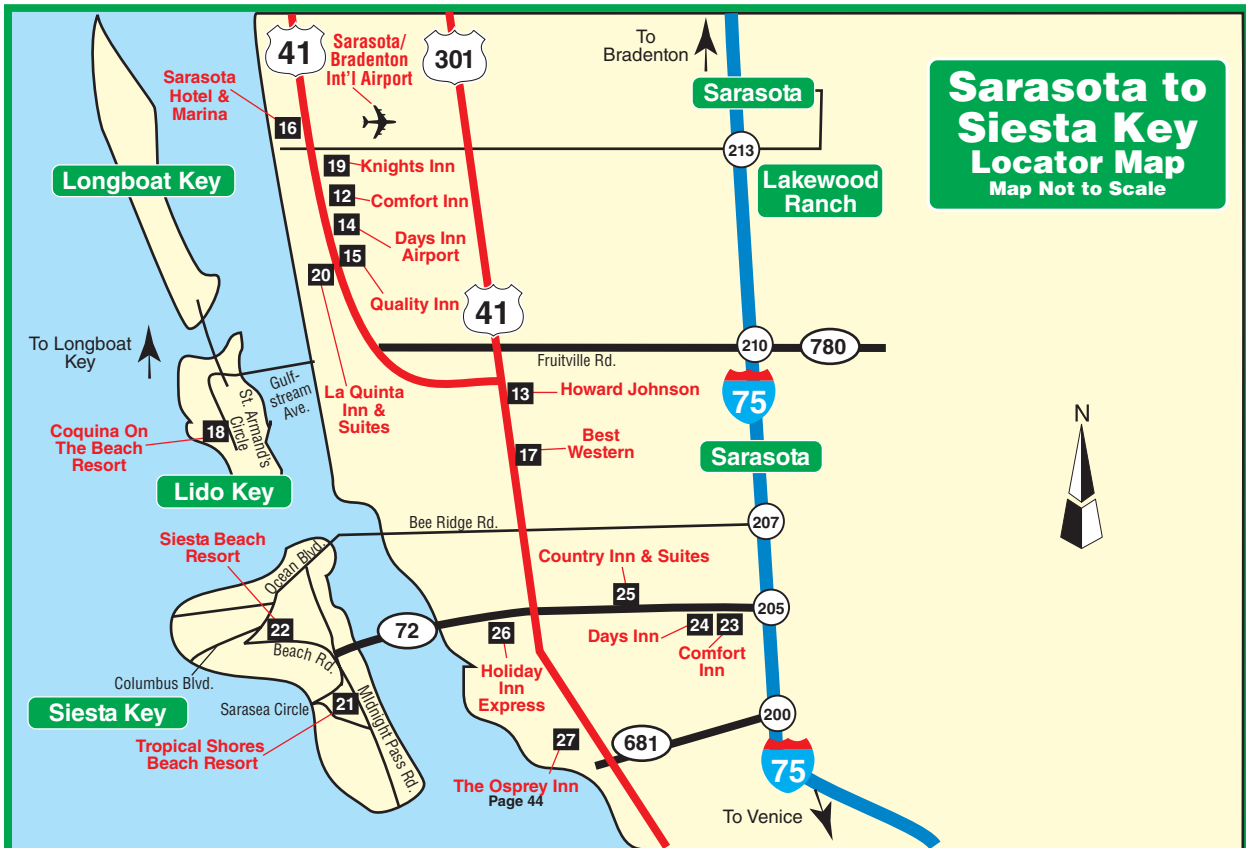 Sarasota to
Siesta Key
Locator Map
Map Not to Scale
41
Sarasota/
Bradenton
Int'l Airport
301
To
Bradenton
Sarasota
Sarasota
Hotel &
Marina
16
213
19
Knights Inn
Longboat Key
Lakewood
Ranch
12
Comfort Inn
14
Days Inn
Airport
15
20
Quality Inn
41
To Longboat
Key
210
780
Fruitville Rd.
Gulf-
stream
Ave.
La Quinta
Inn &
Suites
13
Howard Johnson
75
St. Armand's
Circle
18
Coquina On
The Beach
Resort
Best
Western
17
Sarasota
N
Lido Key
Bee Ridge Rd.
207
Siesta Beach
Resort
Ocean Blvd.
Country Inn & Suites
25
205
22
72
26
Days Inn
24
23
Comfort
Inn
Beach Rd.
Holiday
Inn
Express
Columbus Blvd.
Siesta Key
Sarasea Circle
21
MIdnight Pass Rd.
200
Tropical Shores
Beach Resort
27
681
75
The Osprey Inn
Page 44
To Venice